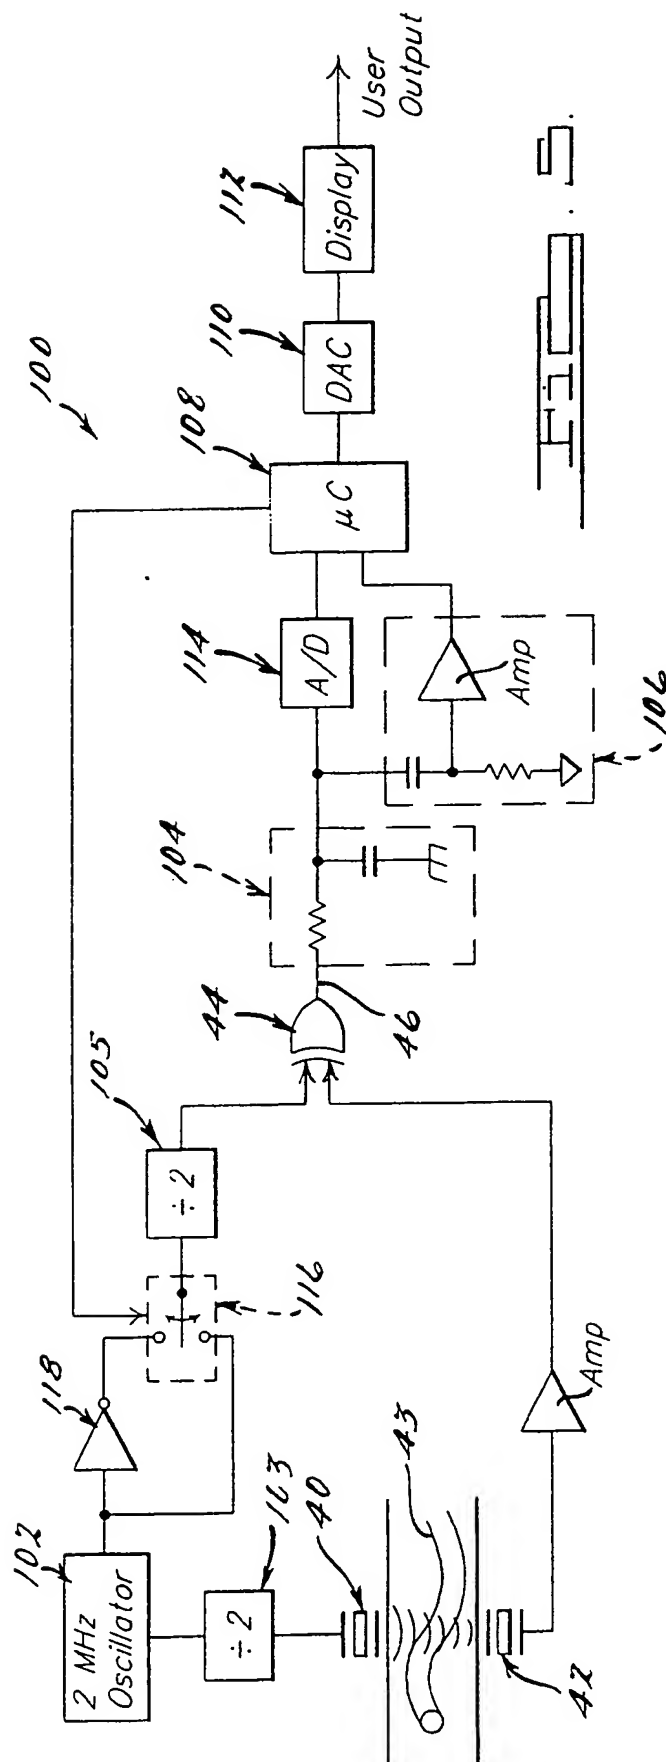 100
102
2 MHz
Oscillator
118
116
105
÷ 2
163
÷ 2
40
43
42
Amp
44
46
104
114
A/D
106
Amp
108
µC
110
DAC
112
Display
User
Output
FIG. 5.